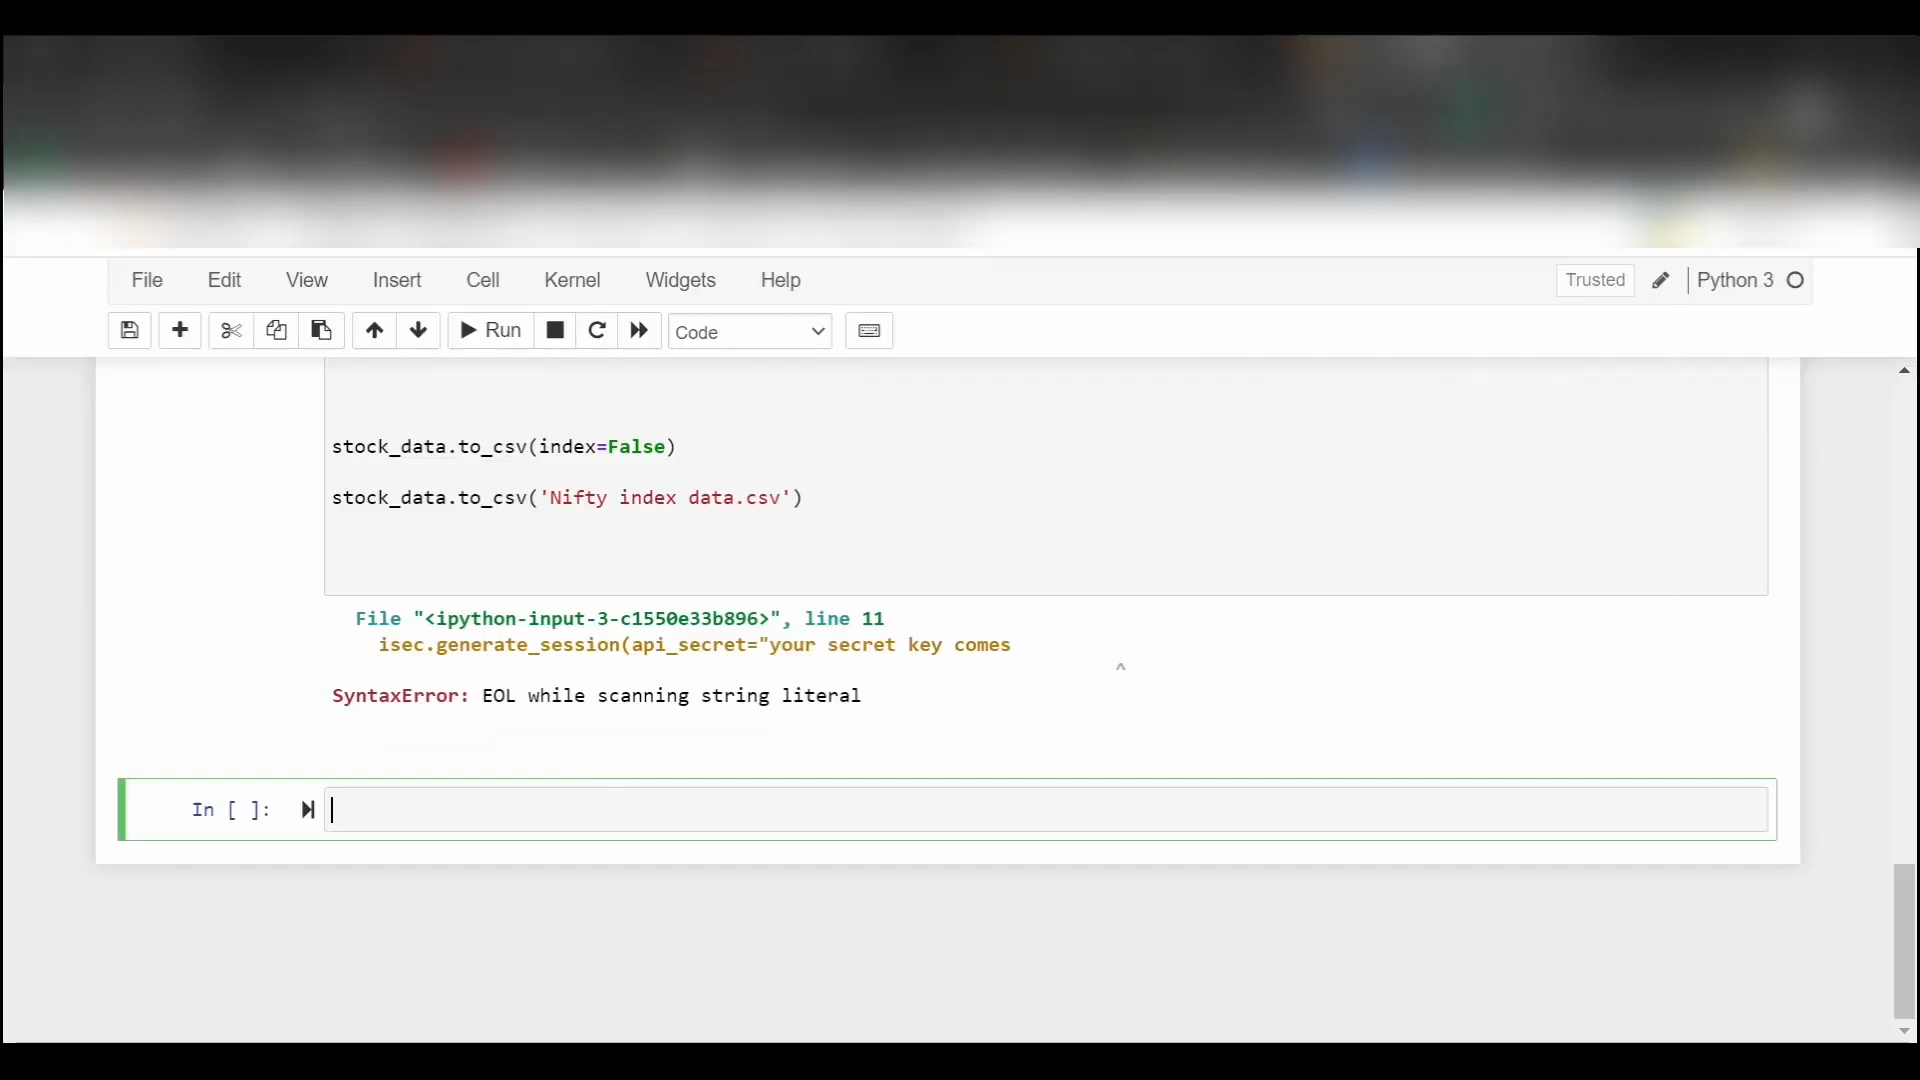 File Edit View Insert Cell Kernel Widgets Help Trusted Python 3
Run Code
stock_data.to_csv(index=False)
stock_data.to_csv('Nifty index data.csv')
File "<ipython-input-3-c1550e33b896>", line 11
isec.generate_session(api_secret="your secret key comes
^
SyntaxError: EOL while scanning string literal
In [ ]: